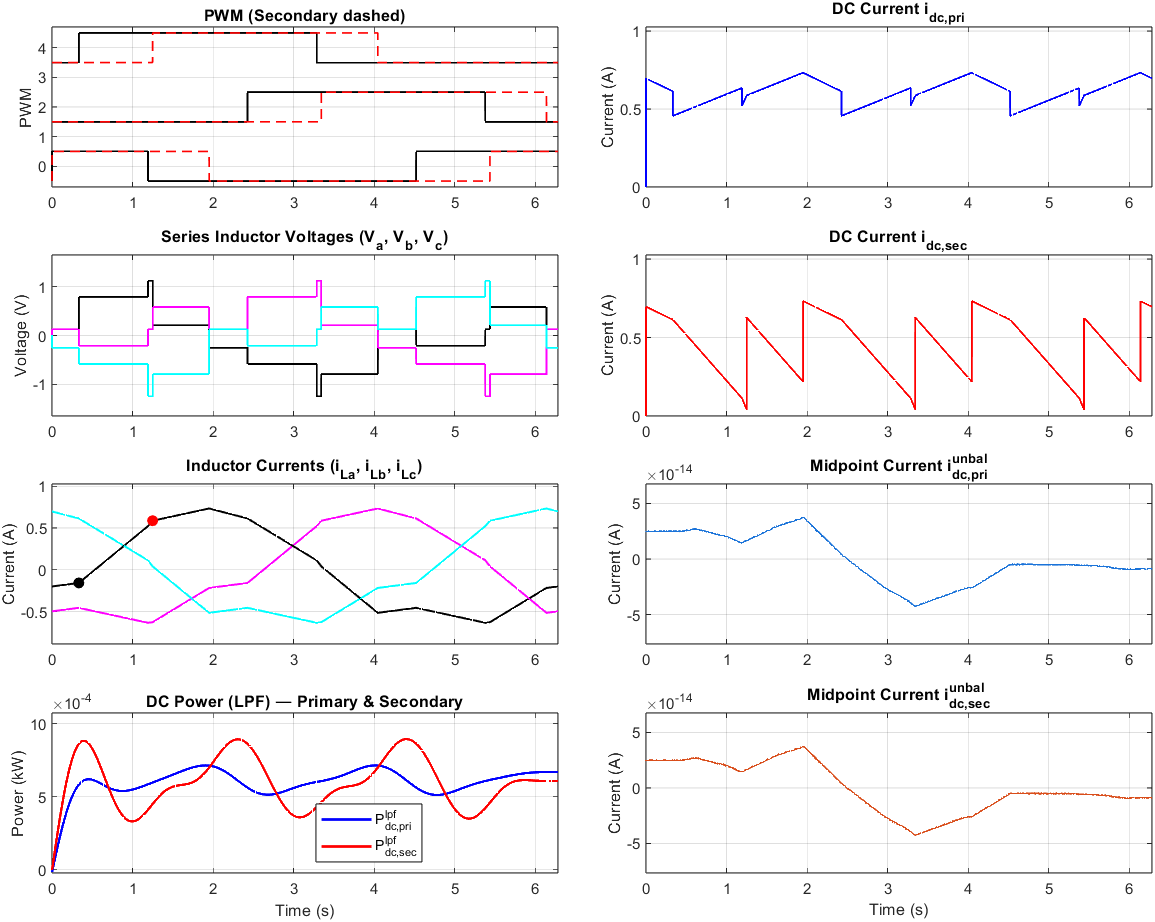 PWM (Secondary dashed)
PWM
4
3
2
1
0
0 1 2 3 4 5 6
DC Current i_dc,pri
Current (A)
1
0.5
0
0 1 2 3 4 5 6
Series Inductor Voltages (V_a, V_b, V_c)
Voltage (V)
1
0
-1
0 1 2 3 4 5 6
DC Current i_dc,sec
Current (A)
1
0.5
0
0 1 2 3 4 5 6
Inductor Currents (i_La, i_Lb, i_Lc)
Current (A)
1
0.5
0
-0.5
0 1 2 3 4 5 6
Midpoint Current i^unbal_dc,pri
×10^-14
Current (A)
5
0
-5
0 1 2 3 4 5 6
DC Power (LPF) — Primary & Secondary
×10^-4
Power (kW)
10
5
0
P^lpf_dc,pri
P^lpf_dc,sec
0 1 2 3 4 5 6
Time (s)
Midpoint Current i^unbal_dc,sec
×10^-14
Current (A)
5
0
-5
0 1 2 3 4 5 6
Time (s)